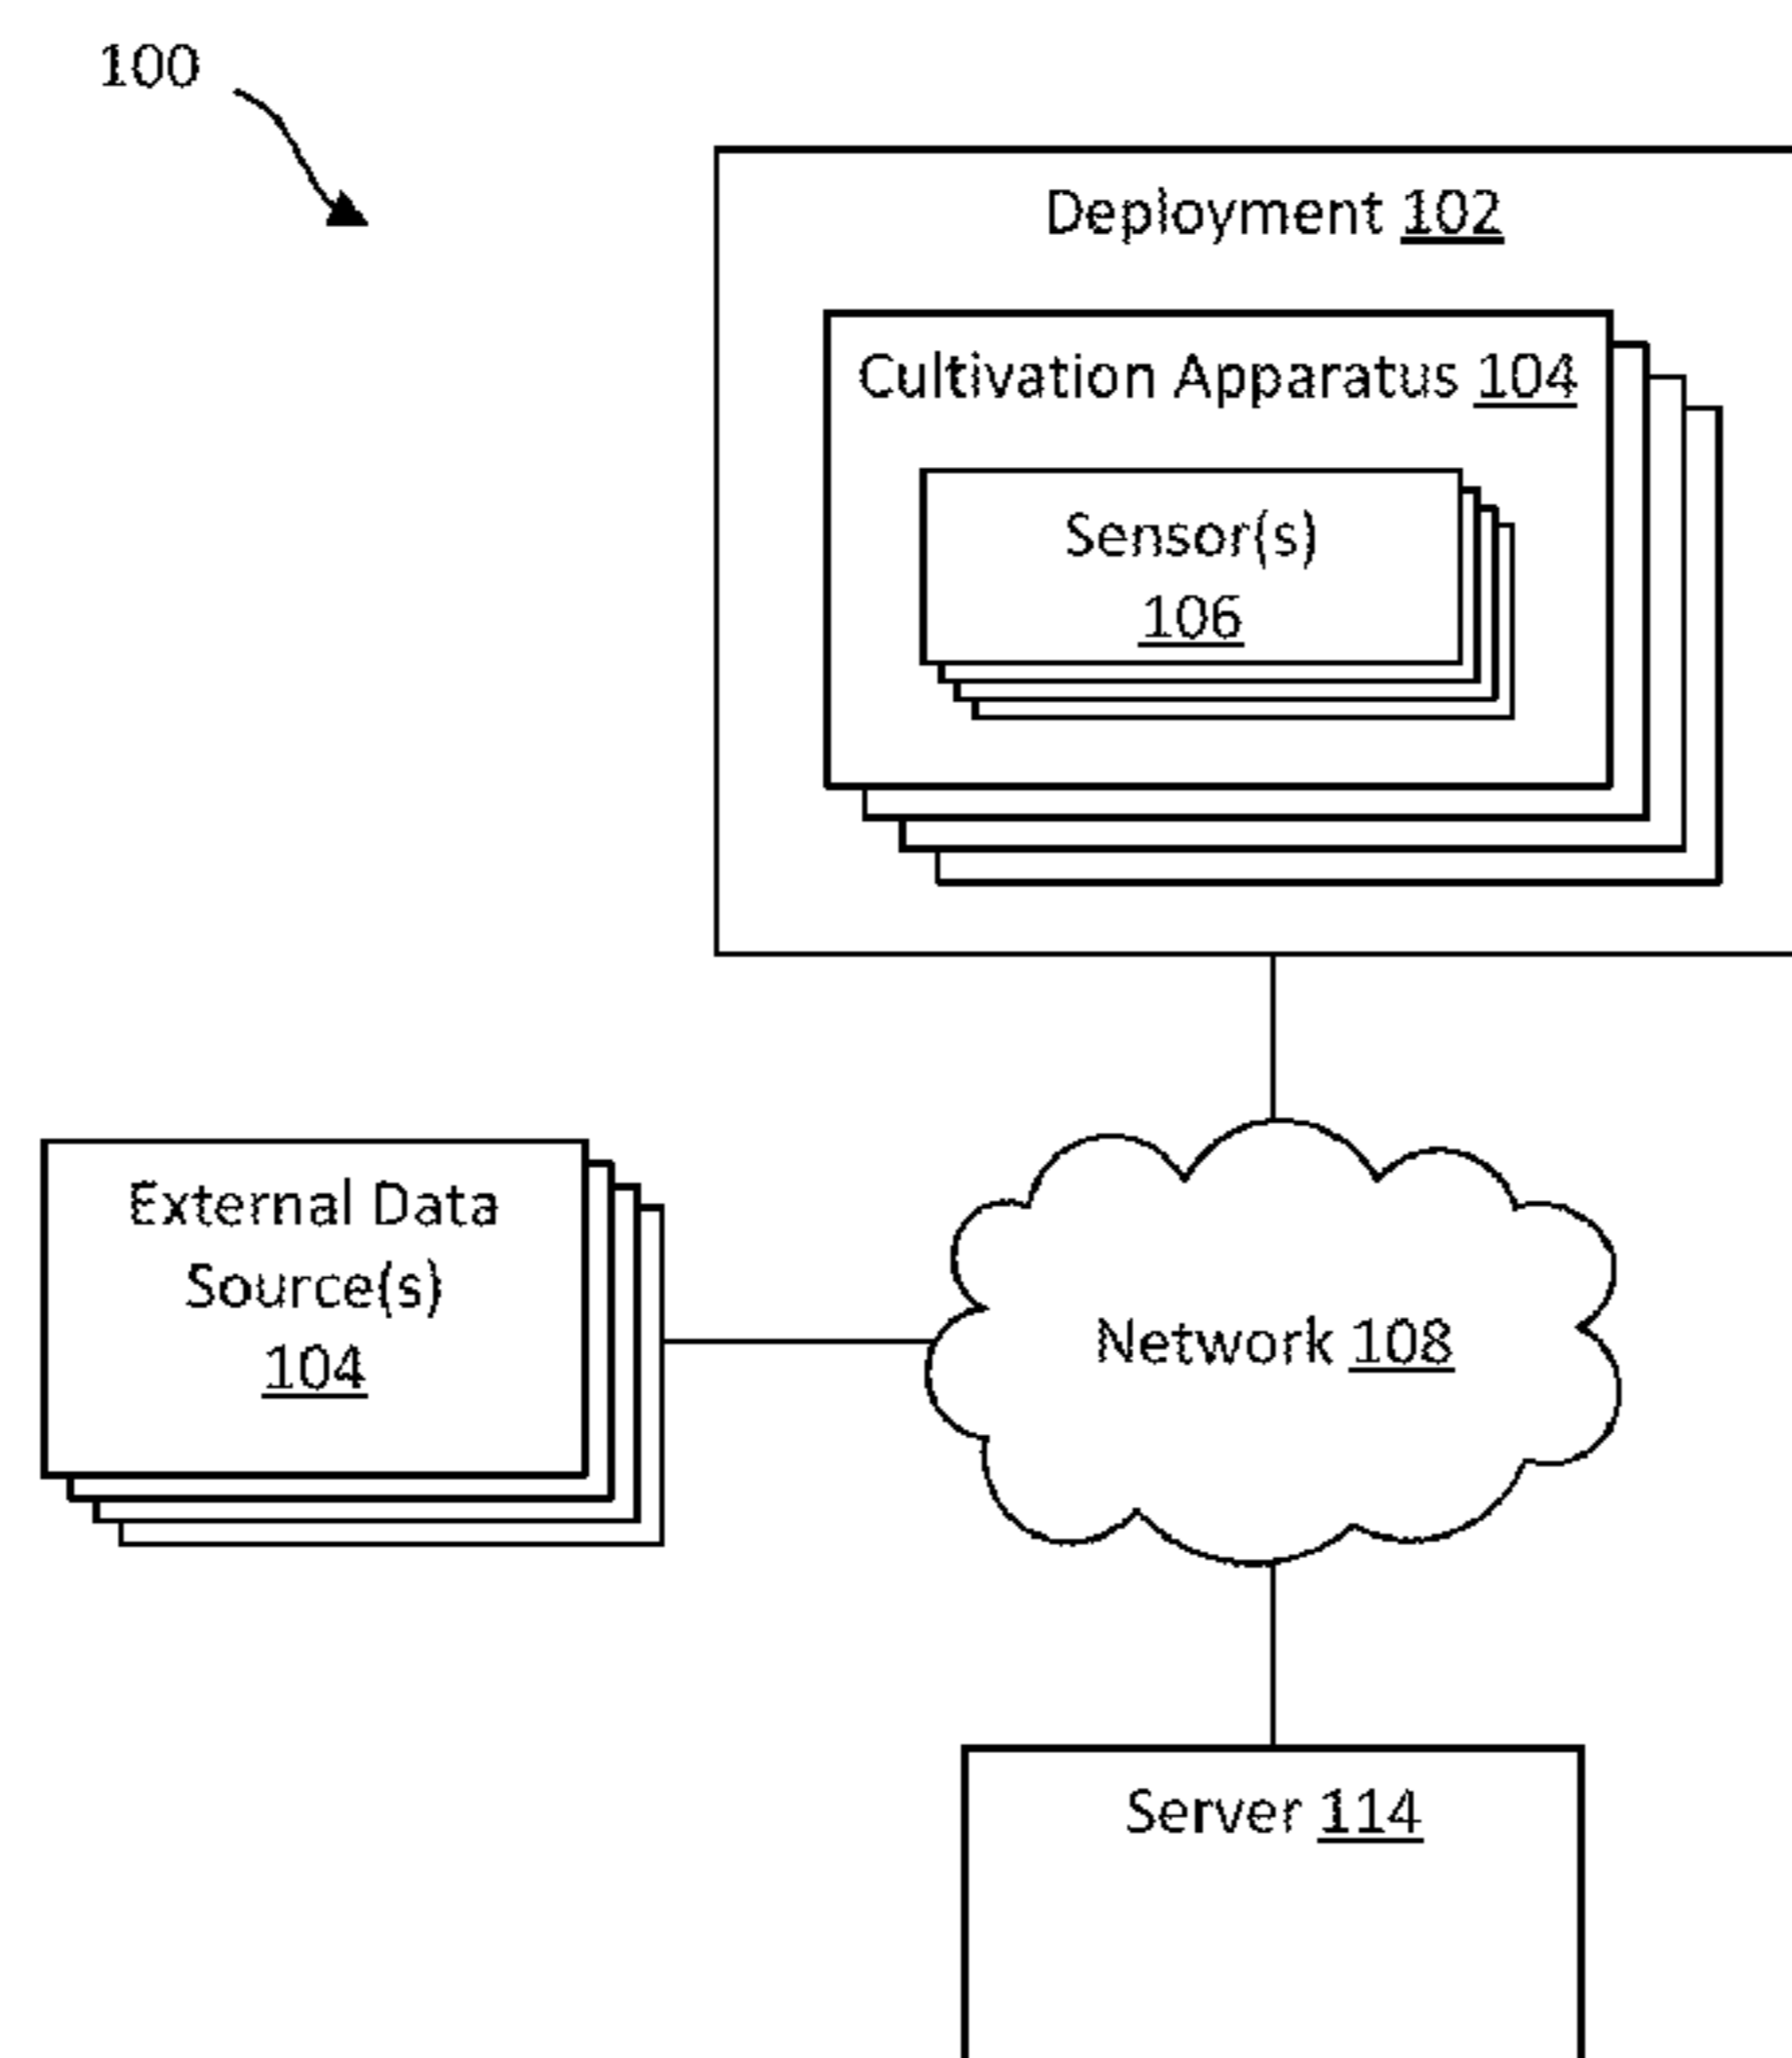 100
Deployment 102
Cultivation Apparatus 104
Sensor(s)
106
External Data
Source(s)
104
Network 108
Server 114